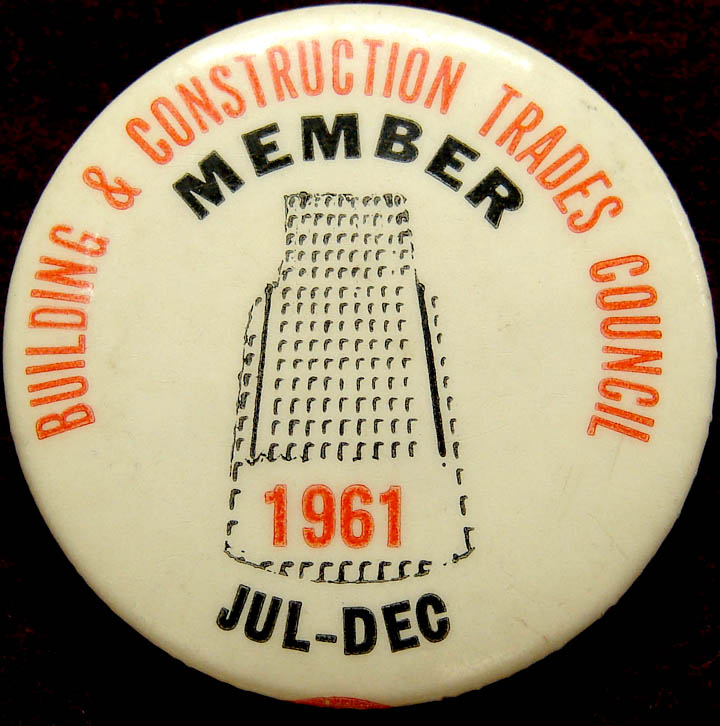 BUILDING & CONSTRUCTION TRADES COUNCIL
MEMBER
1961
JUL-DEC